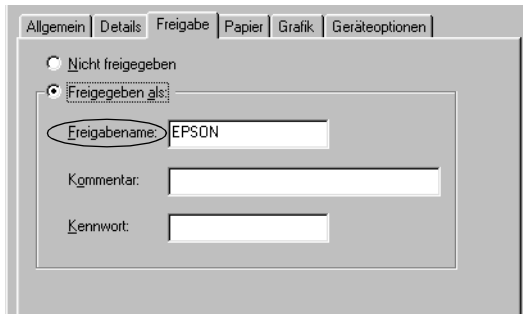 Allgemein Details Freigabe Papier Grafik Geräteoptionen
Nicht freigegeben
Freigegeben als:
Freigabename: EPSON
Kommentar:
Kennwort: